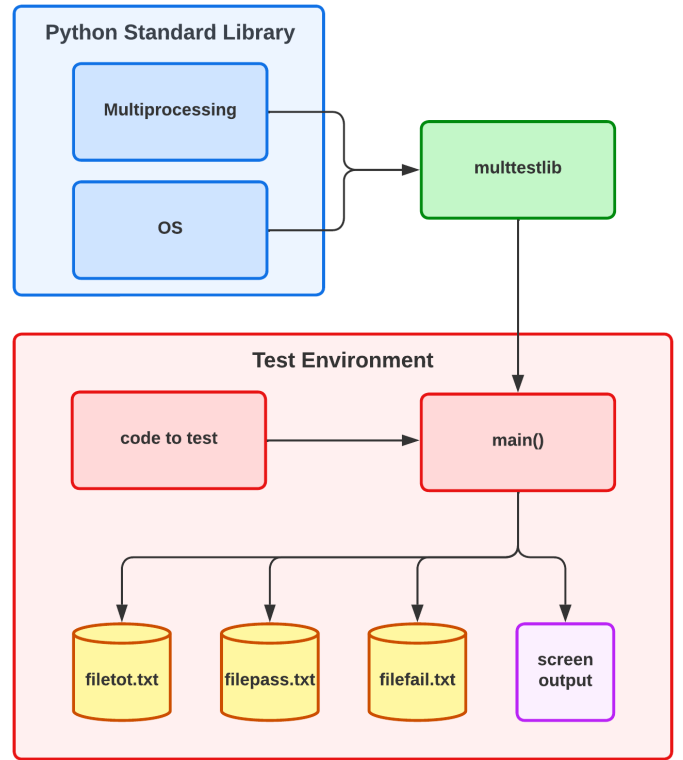 Python Standard Library
Multiprocessing
OS
multtestlib
Test Environment
code to test
main()
filetot.txt
filepass.txt
filefail.txt
screen
output